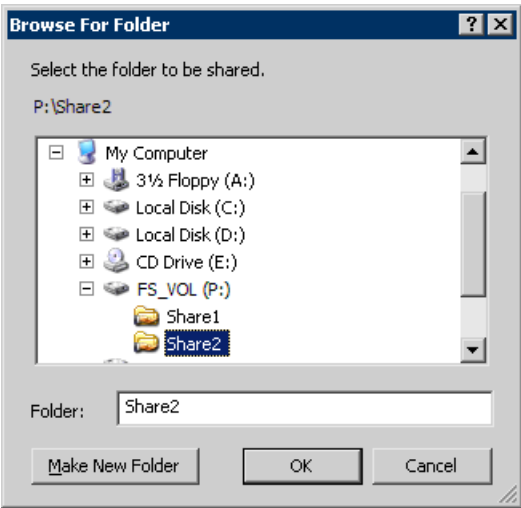 Browse For Folder
Select the folder to be shared.
P:\Share2
My Computer
3½ Floppy (A:)
Local Disk (C:)
Local Disk (D:)
CD Drive (E:)
FS_VOL (P:)
Share1
Share2
Folder: Share2
Make New Folder OK Cancel